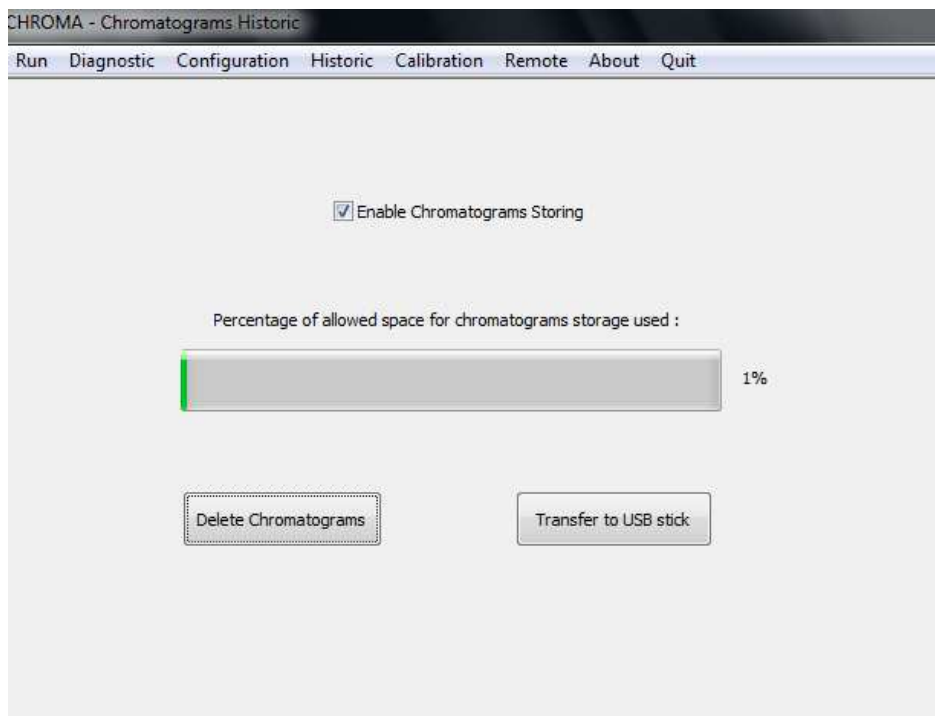 CHROMA - Chromatograms Historic
Run Diagnostic Configuration Historic Calibration Remote About Quit
Enable Chromatograms Storing
Percentage of allowed space for chromatograms storage used :
1%
Delete Chromatograms Transfer to USB stick